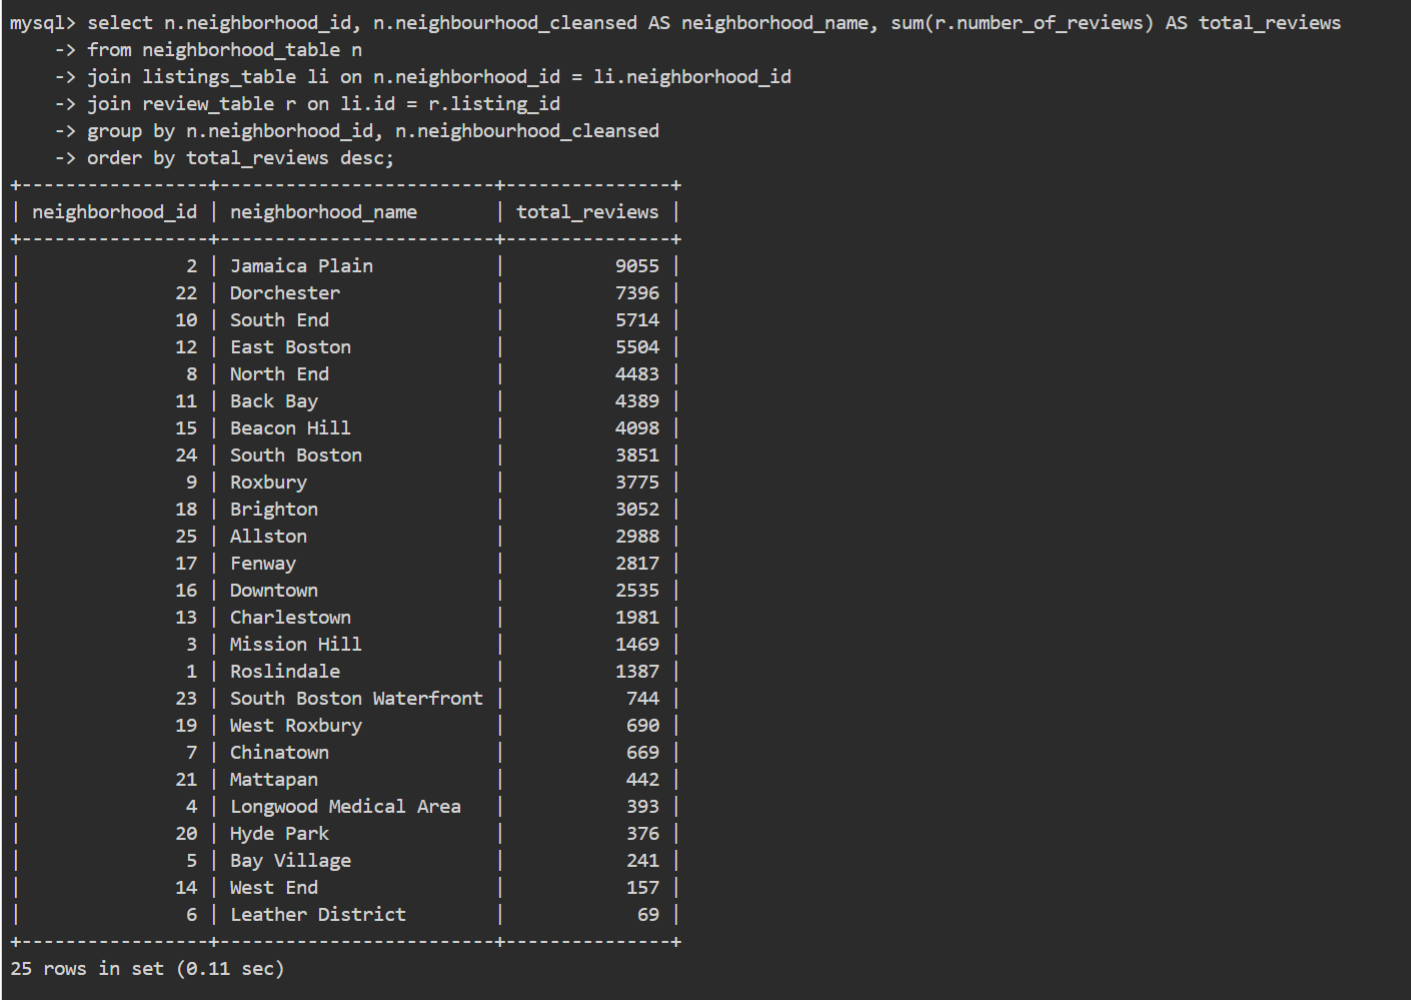 mysql> select n.neighborhood_id, n.neighbourhood_cleansed AS neighborhood_name, sum(r.number_of_reviews) AS total_reviews
    -> from neighborhood_table n
    -> join listings_table li on n.neighborhood_id = li.neighborhood_id
    -> join review_table r on li.id = r.listing_id
    -> group by n.neighborhood_id, n.neighbourhood_cleansed
    -> order by total_reviews desc;
+-----------------+-------------------------+---------------+
| neighborhood_id | neighborhood_name       | total_reviews |
+-----------------+-------------------------+---------------+
|               2 | Jamaica Plain           |          9055 |
|              22 | Dorchester              |          7396 |
|              10 | South End               |          5714 |
|              12 | East Boston             |          5504 |
|               8 | North End               |          4483 |
|              11 | Back Bay                |          4389 |
|              15 | Beacon Hill             |          4098 |
|              24 | South Boston            |          3851 |
|               9 | Roxbury                 |          3775 |
|              18 | Brighton                |          3052 |
|              25 | Allston                 |          2988 |
|              17 | Fenway                  |          2817 |
|              16 | Downtown                |          2535 |
|              13 | Charlestown             |          1981 |
|               3 | Mission Hill            |          1469 |
|               1 | Roslindale              |          1387 |
|              23 | South Boston Waterfront |           744 |
|              19 | West Roxbury            |           690 |
|               7 | Chinatown               |           669 |
|              21 | Mattapan                |           442 |
|               4 | Longwood Medical Area   |           393 |
|              20 | Hyde Park               |           376 |
|               5 | Bay Village             |           241 |
|              14 | West End                |           157 |
|               6 | Leather District        |            69 |
+-----------------+-------------------------+---------------+
25 rows in set (0.11 sec)